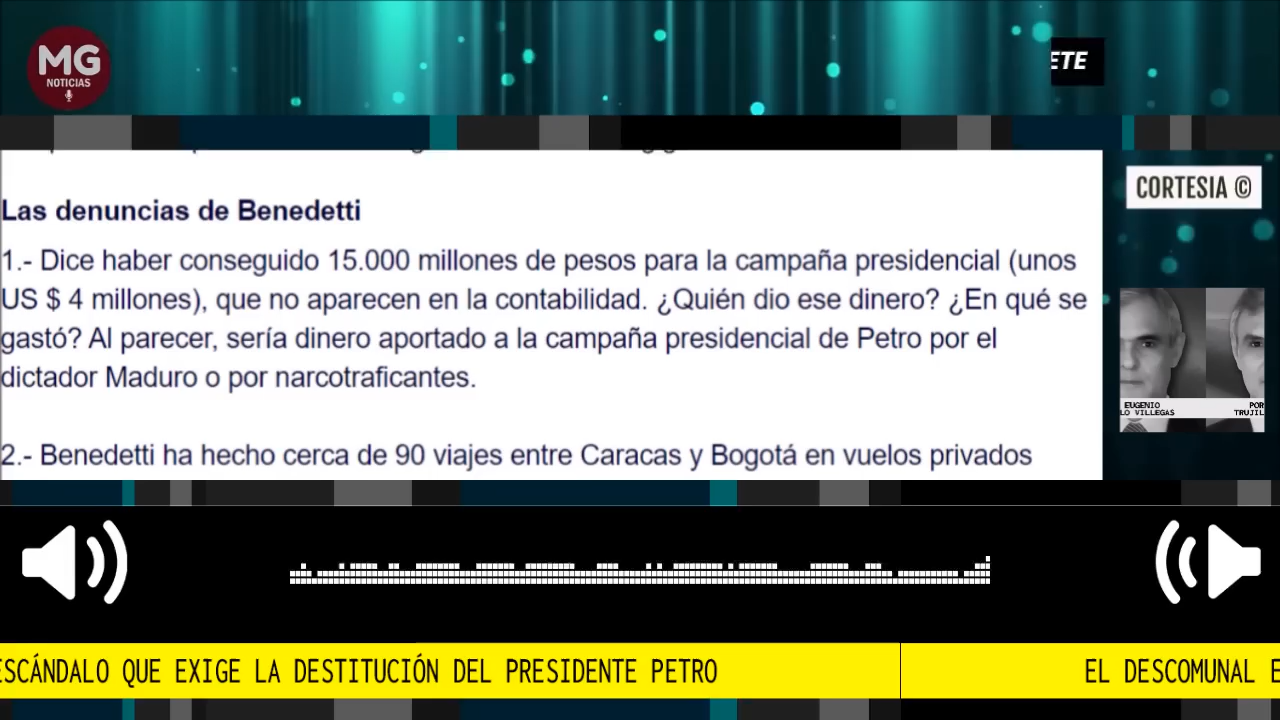 MG
NOTICIAS
ETE
CORTESIA ©
Las denuncias de Benedetti
1.- Dice haber conseguido 15.000 millones de pesos para la campaña presidencial (unos
US $ 4 millones), que no aparecen en la contabilidad. ¿Quién dio ese dinero? ¿En qué se
gastó? Al parecer, sería dinero aportado a la campaña presidencial de Petro por el
dictador Maduro o por narcotraficantes.
2.- Benedetti ha hecho cerca de 90 viajes entre Caracas y Bogotá en vuelos privados
EUGENIO
LO VILLEGAS
POR
TRUJIL
ESCÁNDALO QUE EXIGE LA DESTITUCIÓN DEL PRESIDENTE PETRO
EL DESCOMUNAL E